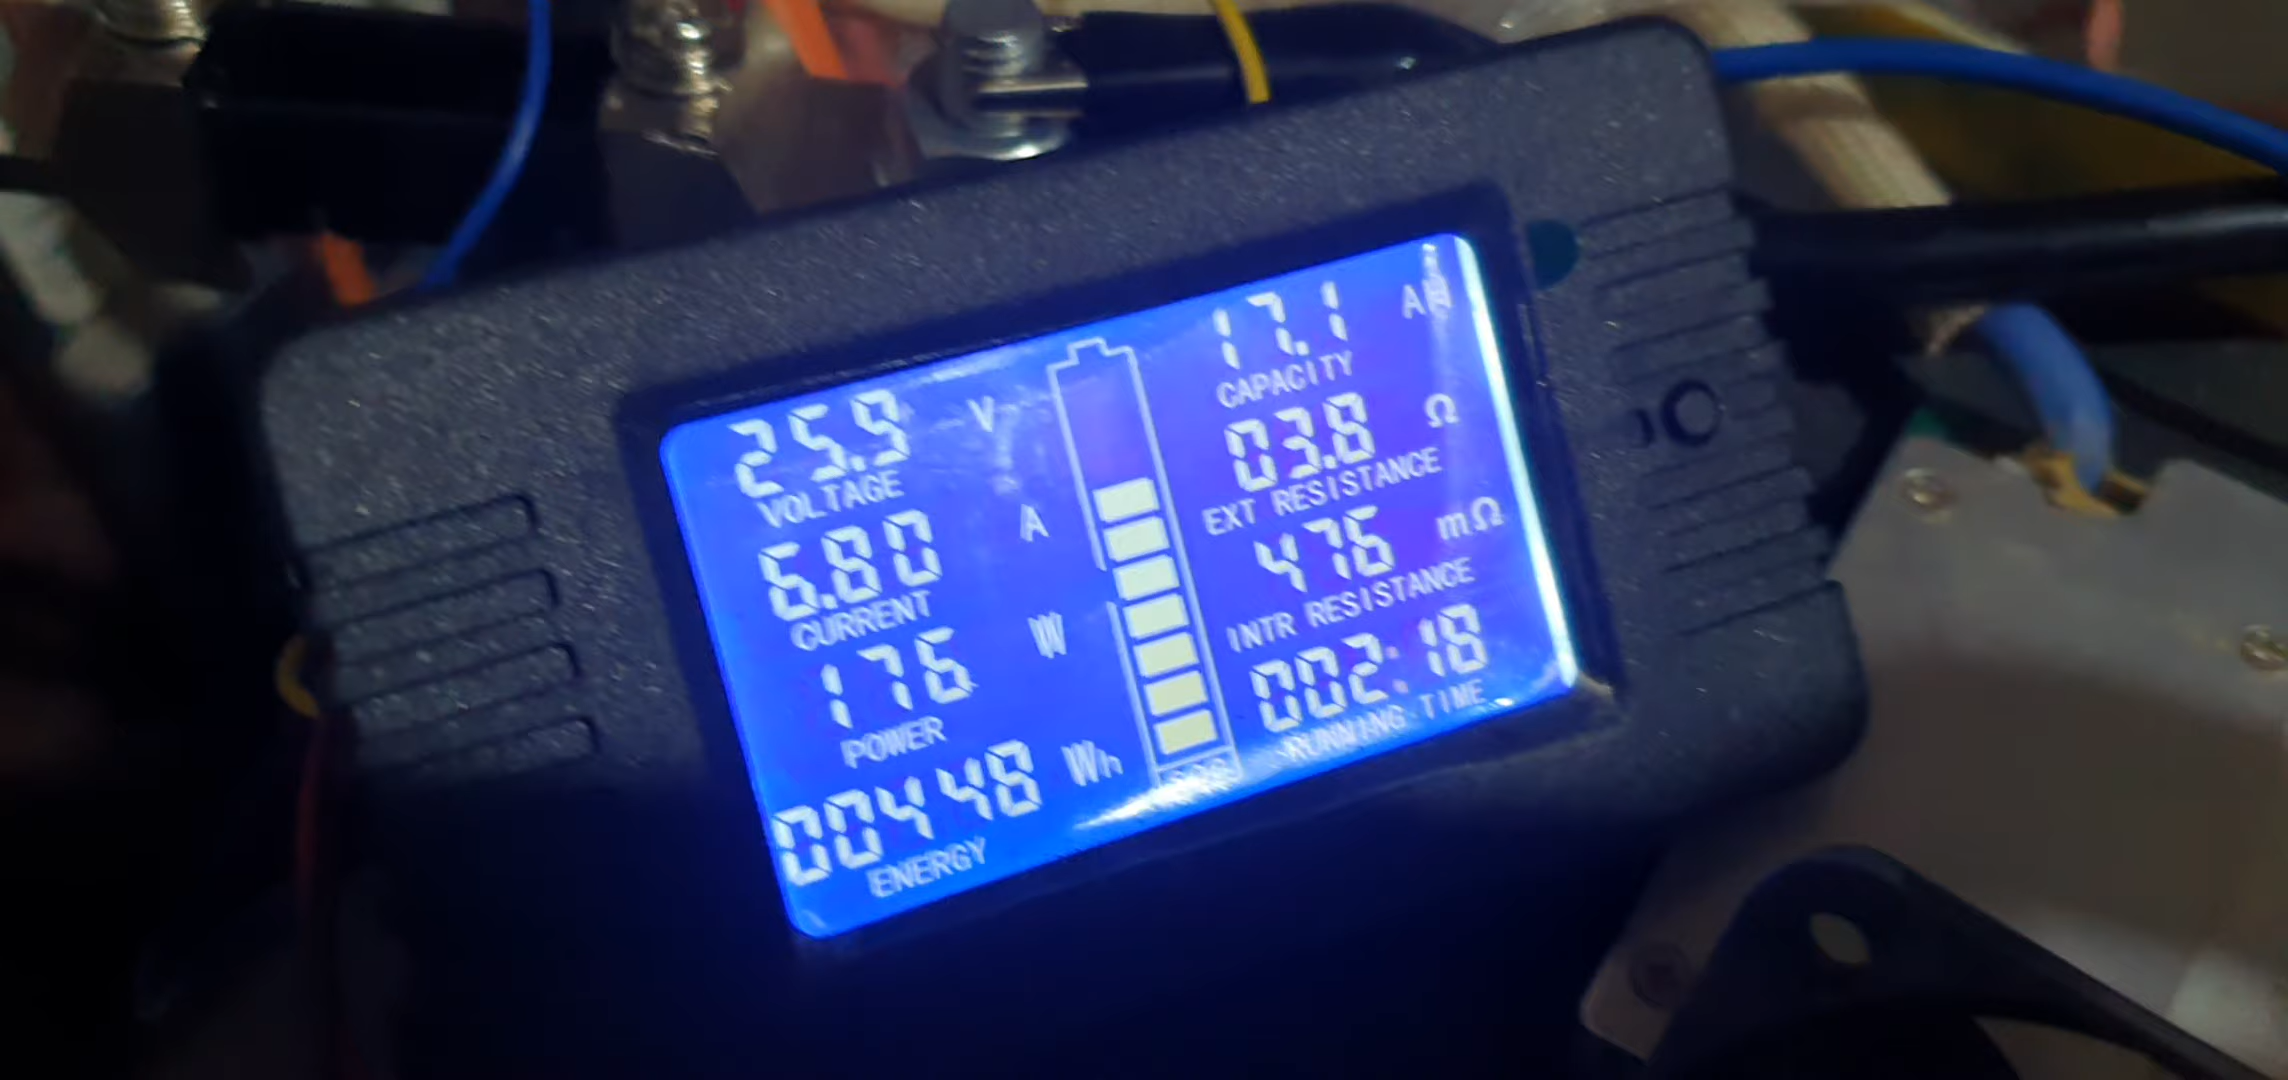 25.9 V
VOLTAGE
6.80 A
CURRENT
176 W
POWER
00448 Wh
ENERGY
17.1 AH
CAPACITY
03.8 Ω
EXT RESISTANCE
476 mΩ
INTR RESISTANCE
002:18
RUNNING TIME